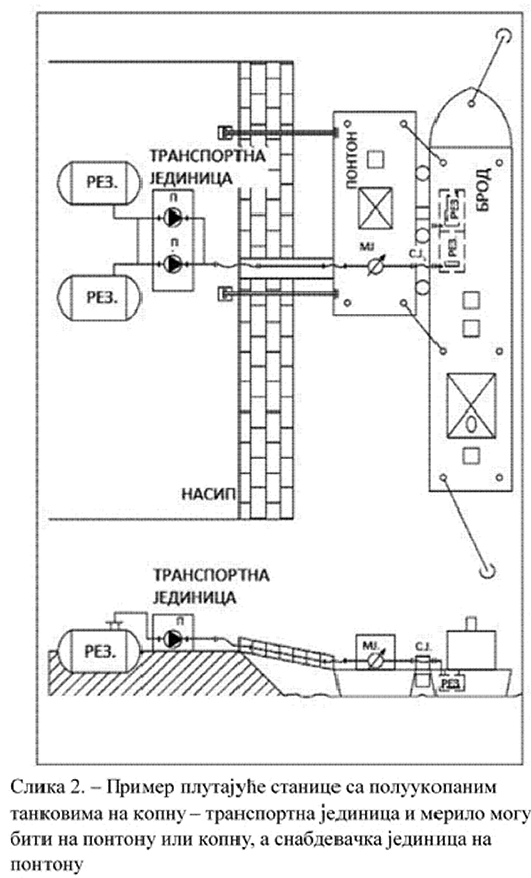 ТРАНСПОРТНА
ЈЕДИНИЦА
РЕЗ.
П
П
РЕЗ.
ПОНТОН
МЈ.
С.Ј.
РЕЗ.
РЕЗ.
БРОД
НАСИП
ТРАНСПОРТНА
ЈЕДИНИЦА
П
РЕЗ.
МЈ.
С.Ј.
РЕЗ
Слика 2. – Пример плутајуће станице са полуукопаним
танковима на копну – транспортна јединица и мерило могу
бити на понтону или копну, а снабдевачка јединица на
понтону